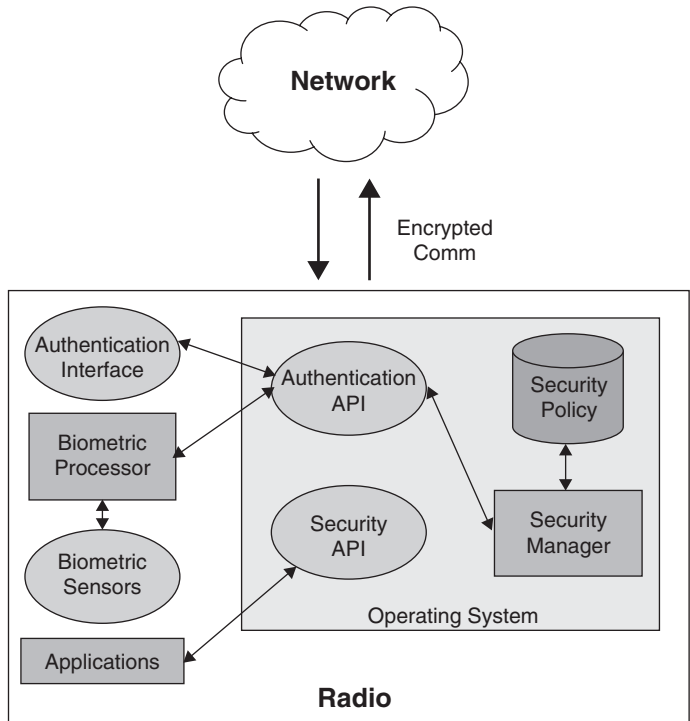 Network
Encrypted
Comm
Authentication
Interface
Authentication
API
Security
Policy
Biometric
Processor
Security
API
Security
Manager
Biometric
Sensors
Operating System
Applications
Radio